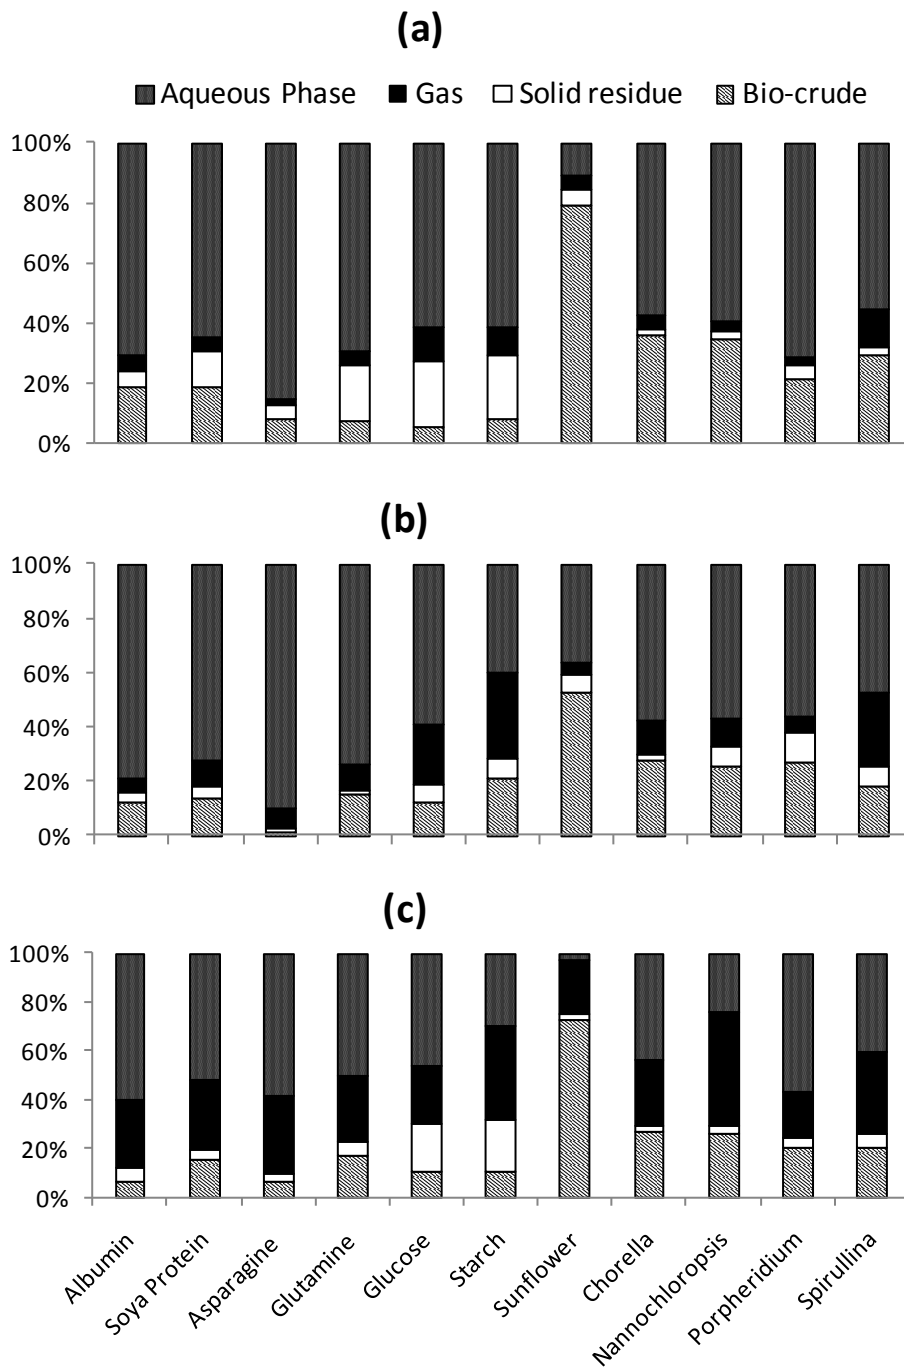 (a)
Aqueous Phase Gas Solid residue Bio-crude
100%
80%
60%
40%
20%
0%
(b)
100%
80%
60%
40%
20%
0%
(c)
100%
80%
60%
40%
20%
0%
Albumin
Soya Protein
Asparagine
Glutamine
Glucose
Starch
Sunflower
Chorella
Nannochloropsis
Porpheridium
Spirullina